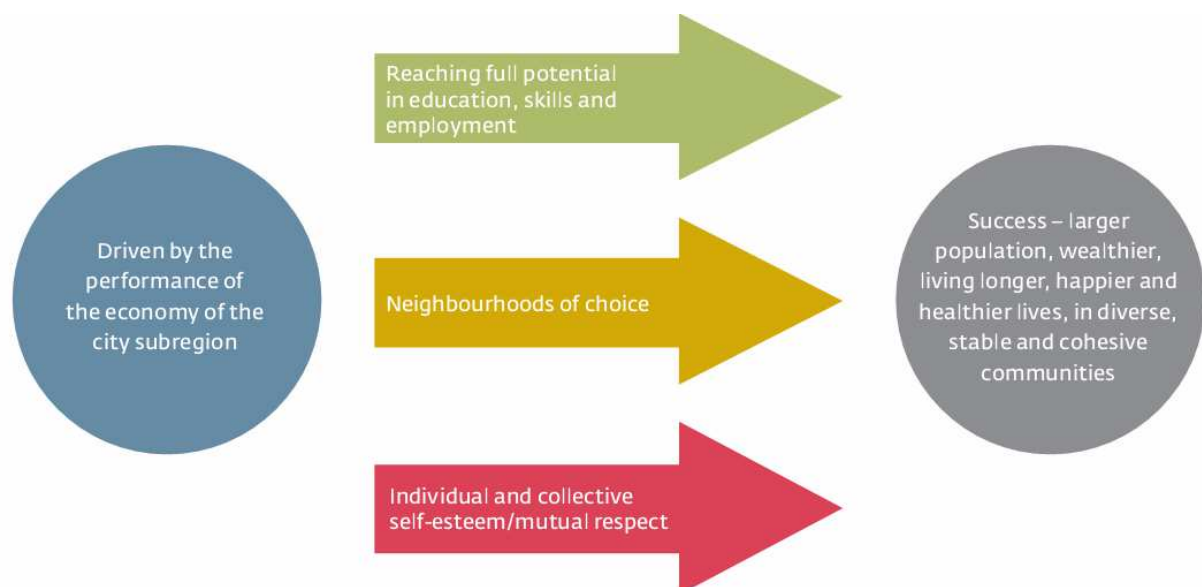 Driven by the
performance of
the economy of the
city subregion
Reaching full potential
in education, skills and
employment
Neighbourhoods of choice
Individual and collective
self-esteem/mutual respect
Success – larger
population, wealthier,
living longer, happier and
healthier lives, in diverse,
stable and cohesive
communities